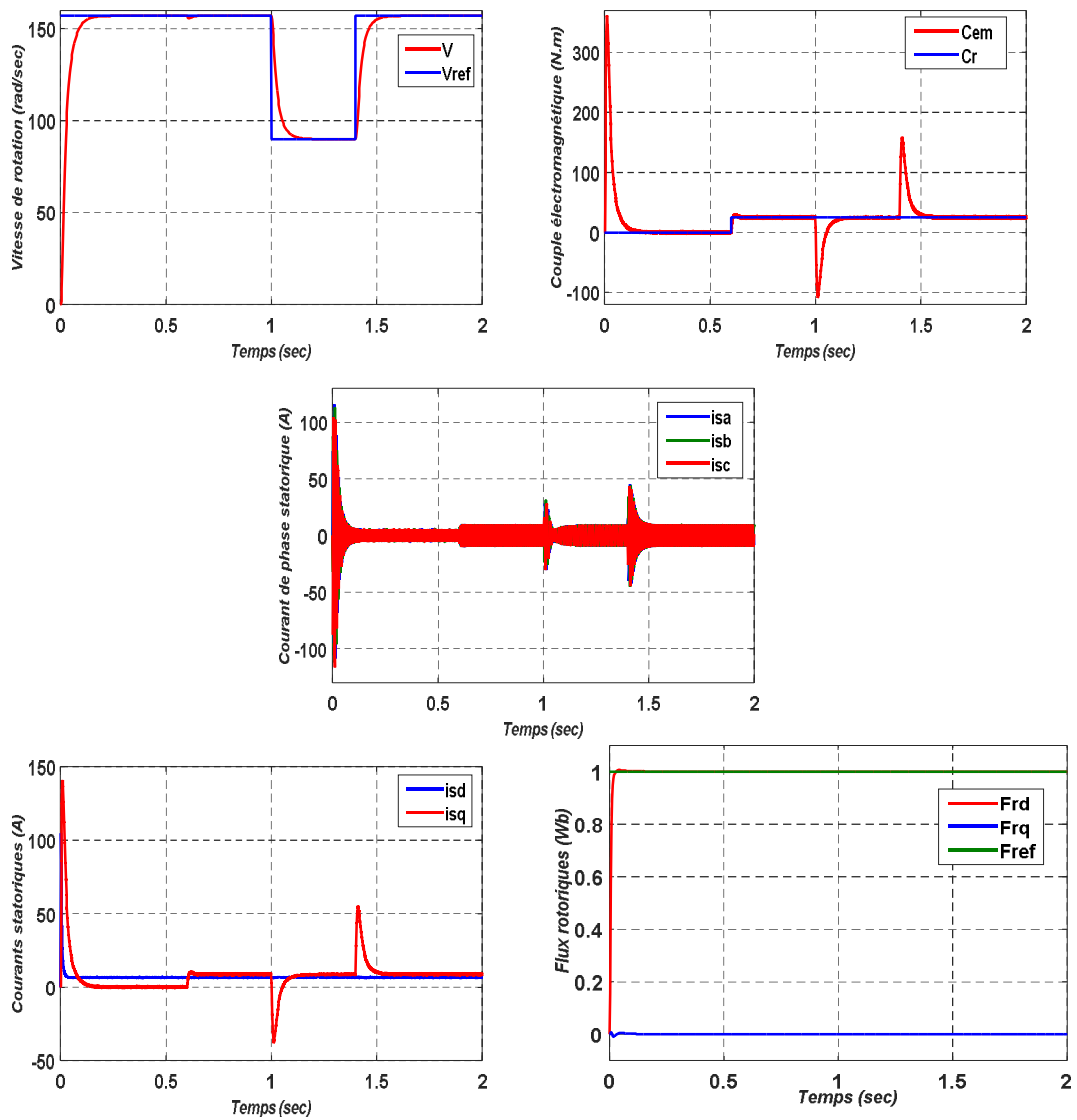 Vitesse de rotation (rad/sec)
150
100
50
0
V
Vref
0
0.5
1
1.5
2
Temps (sec)
Couple électromagnétique (N.m)
300
200
100
0
-100
Cem
Cr
0
0.5
1
1.5
2
Temps (sec)
Courant de phase statorique (A)
100
50
0
-50
-100
isa
isb
isc
0
0.5
1
1.5
2
Temps (sec)
Courants statoriques (A)
150
100
50
0
-50
isd
isq
0
0.5
1
1.5
2
Temps (sec)
Flux rotoriques (Wb)
1
0.8
0.6
0.4
0.2
0
Frd
Frq
Fref
0
0.5
1
1.5
2
Temps (sec)